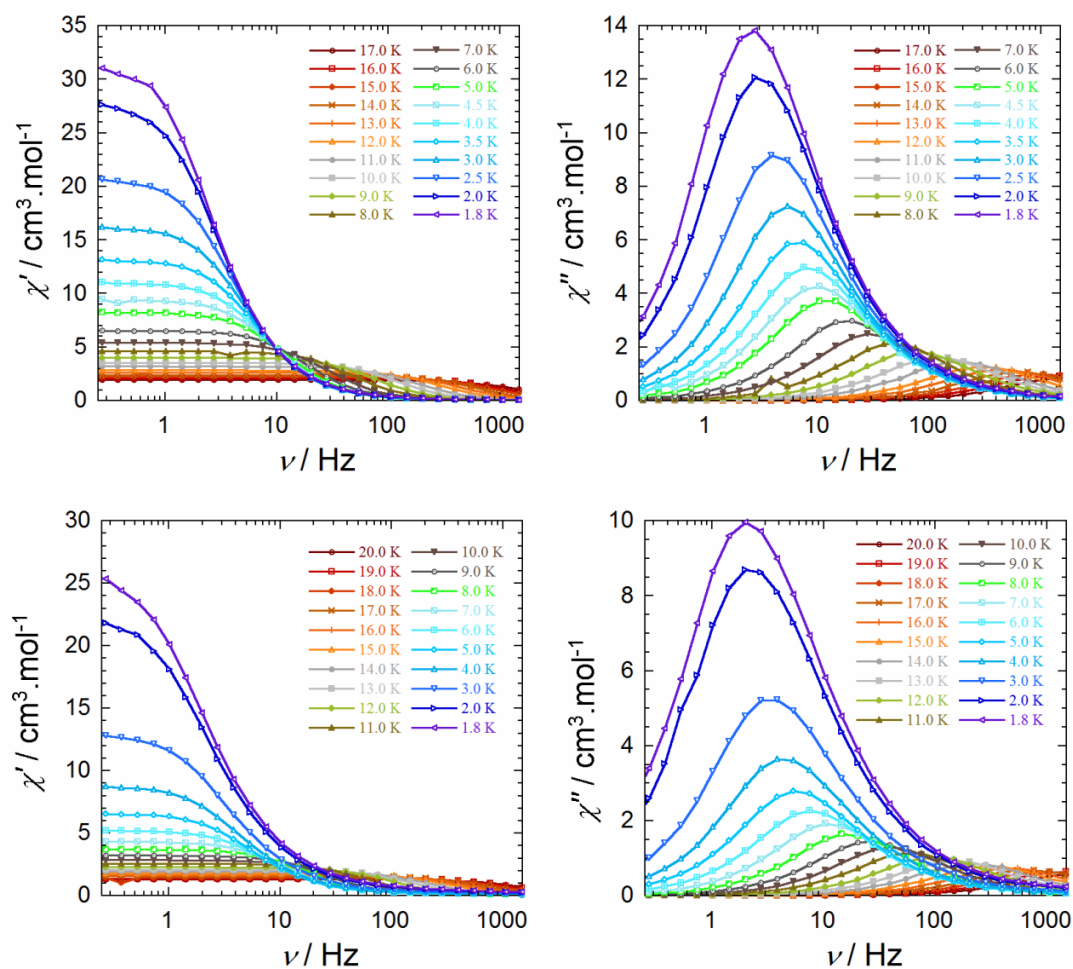 χ′ / cm³.mol⁻¹
35
30
25
20
15
10
5
0
17.0 K 7.0 K
16.0 K 6.0 K
15.0 K 5.0 K
14.0 K 4.5 K
13.0 K 4.0 K
12.0 K 3.5 K
11.0 K 3.0 K
10.0 K 2.5 K
9.0 K 2.0 K
8.0 K 1.8 K
1 10 100 1000
ν / Hz
χ″ / cm³.mol⁻¹
14
12
10
8
6
4
2
0
17.0 K 7.0 K
16.0 K 6.0 K
15.0 K 5.0 K
14.0 K 4.5 K
13.0 K 4.0 K
12.0 K 3.5 K
11.0 K 3.0 K
10.0 K 2.5 K
9.0 K 2.0 K
8.0 K 1.8 K
1 10 100 1000
ν / Hz
χ′ / cm³.mol⁻¹
30
25
20
15
10
5
0
20.0 K 10.0 K
19.0 K 9.0 K
18.0 K 8.0 K
17.0 K 7.0 K
16.0 K 6.0 K
15.0 K 5.0 K
14.0 K 4.0 K
13.0 K 3.0 K
12.0 K 2.0 K
11.0 K 1.8 K
1 10 100 1000
ν / Hz
χ″ / cm³.mol⁻¹
10
8
6
4
2
0
20.0 K 10.0 K
19.0 K 9.0 K
18.0 K 8.0 K
17.0 K 7.0 K
16.0 K 6.0 K
15.0 K 5.0 K
14.0 K 4.0 K
13.0 K 3.0 K
12.0 K 2.0 K
11.0 K 1.8 K
1 10 100 1000
ν / Hz